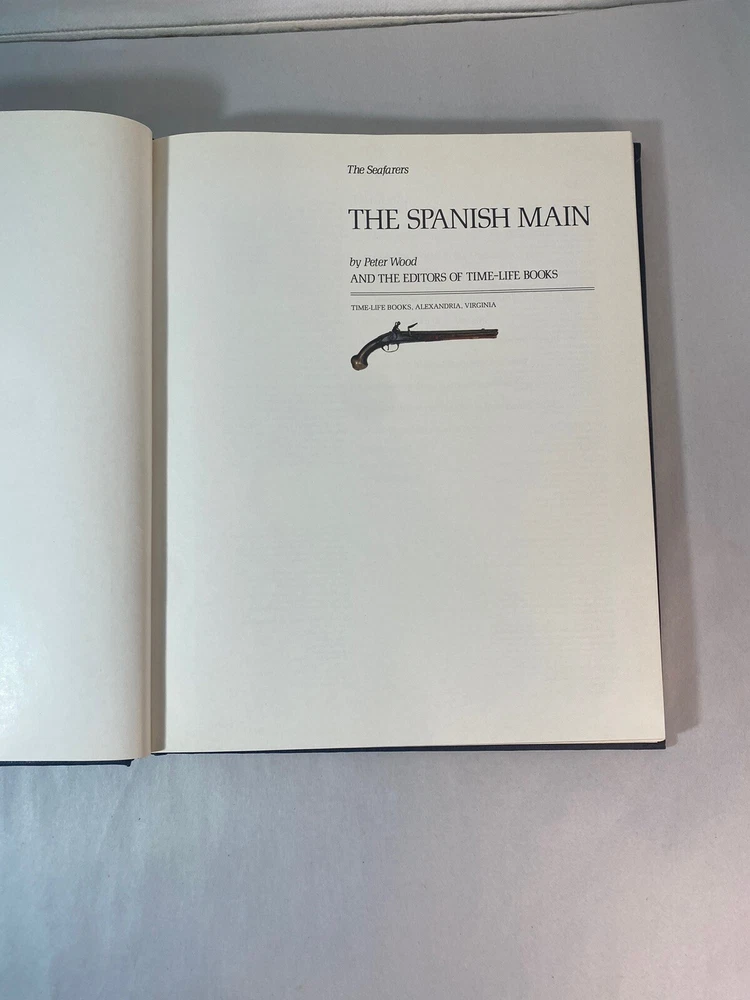 The Seafarers
THE SPANISH MAIN
by Peter Wood
AND THE EDITORS OF TIME-LIFE BOOKS
TIME-LIFE BOOKS, ALEXANDRIA, VIRGINIA